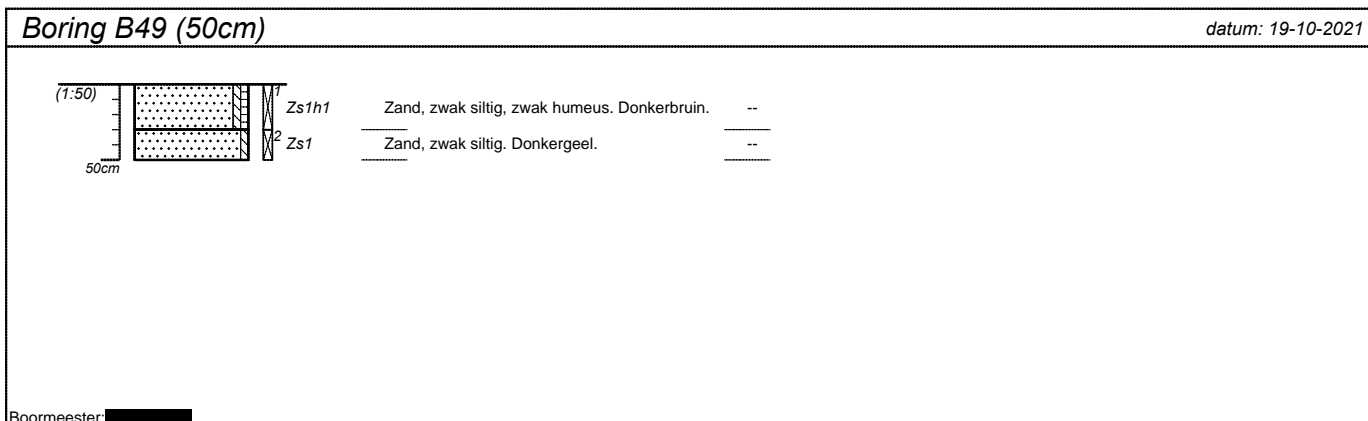 Boring B49 (50cm)
datum: 19-10-2021
(1:50)
1
Zs1h1 Zand, zwak siltig, zwak humeus. Donkerbruin. --
2
Zs1 Zand, zwak siltig. Donkergeel. --
50cm
Boormeester: